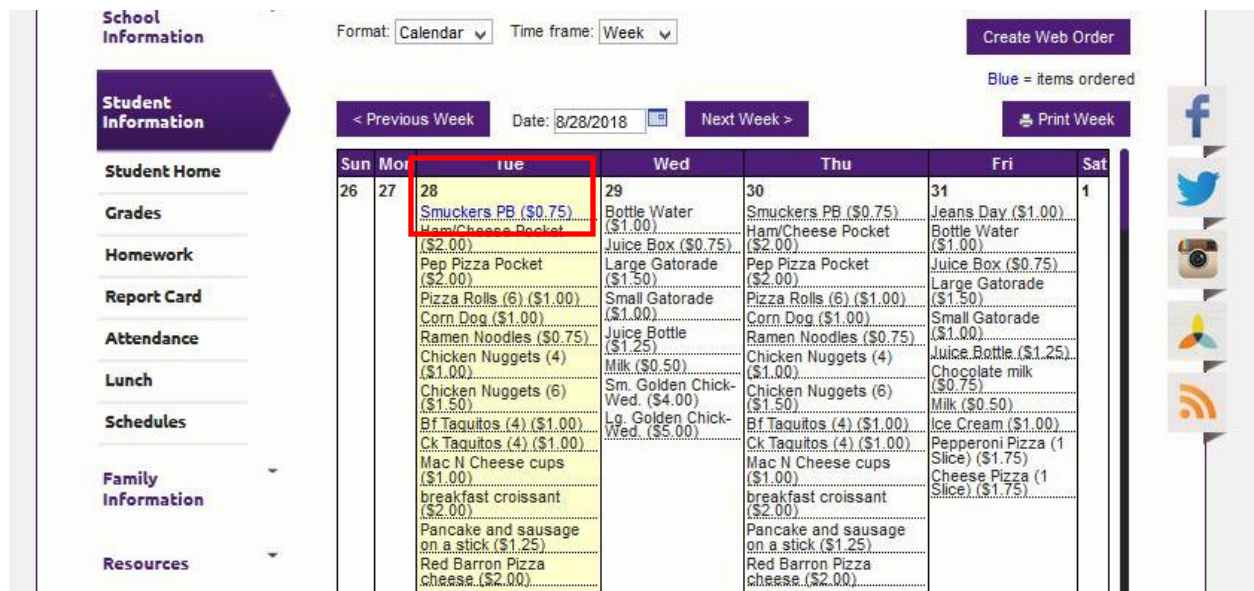 School
Information
Format: Calendar Time frame: Week
Create Web Order
Blue = items ordered
Student
Information
< Previous Week Date: 8/28/2018 Next Week >
Print Week
Student Home
Grades
Homework
Report Card
Attendance
Lunch
Schedules
Family
Information
Resources
Sun Mon Tue Wed Thu Fri Sat
26
27
28
Smuckers PB ($0.75)
Ham/Cheese Pocket
($2.00)
Pep Pizza Pocket
($2.00)
Pizza Rolls (6) ($1.00)
Corn Dog ($1.00)
Ramen Noodles ($0.75)
Chicken Nuggets (4)
($1.00)
Chicken Nuggets (6)
($1.50)
Bf Taquitos (4) ($1.00)
Ck Taquitos (4) ($1.00)
Mac N Cheese cups
($1.00)
breakfast croissant
($2.00)
Pancake and sausage
on a stick ($1.25)
Red Barron Pizza
cheese ($2.00)
29
Bottle Water
($1.00)
Juice Box ($0.75)
Large Gatorade
($1.50)
Small Gatorade
($1.00)
Juice Bottle
($1.25)
Milk ($0.50)
Sm. Golden Chick-
Wed. ($4.00)
Lg. Golden Chick-
Wed. ($5.00)
30
Smuckers PB ($0.75)
Ham/Cheese Pocket
($2.00)
Pep Pizza Pocket
($2.00)
Pizza Rolls (6) ($1.00)
Corn Dog ($1.00)
Ramen Noodles ($0.75)
Chicken Nuggets (4)
($1.00)
Chicken Nuggets (6)
($1.50)
Bf Taquitos (4) ($1.00)
Ck Taquitos (4) ($1.00)
Mac N Cheese cups
($1.00)
breakfast croissant
($2.00)
Pancake and sausage
on a stick ($1.25)
Red Barron Pizza
cheese ($2.00)
31
Jeans Day ($1.00)
Bottle Water
($1.00)
Juice Box ($0.75)
Large Gatorade
($1.50)
Small Gatorade
($1.00)
Juice Bottle ($1.25)
Chocolate milk
($0.75)
Milk ($0.50)
Ice Cream ($1.00)
Pepperoni Pizza (1
Slice) ($1.75)
Cheese Pizza (1
Slice) ($1.75)
1